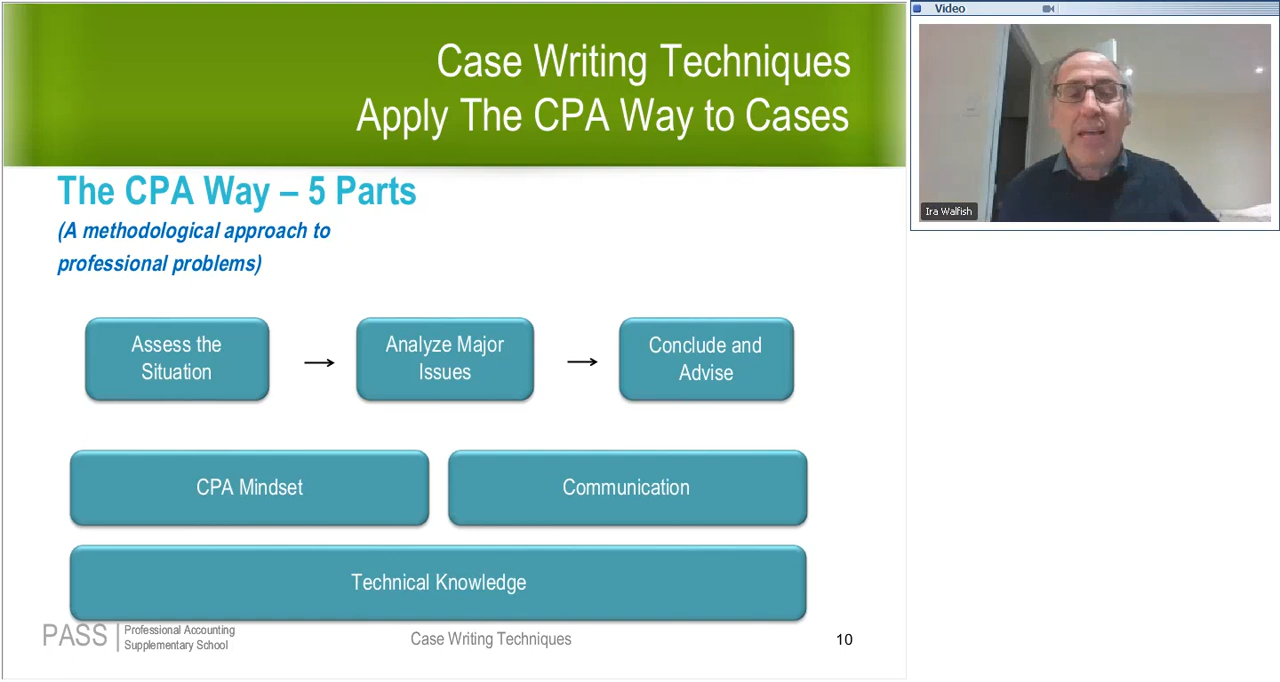 Case Writing Techniques
Apply The CPA Way to Cases
The CPA Way – 5 Parts
(A methodological approach to
professional problems)
Assess the
Situation
Analyze Major
Issues
Conclude and
Advise
CPA Mindset
Communication
Technical Knowledge
PASS
Professional Accounting
Supplementary School
Case Writing Techniques
10
Video
Ira Walfish